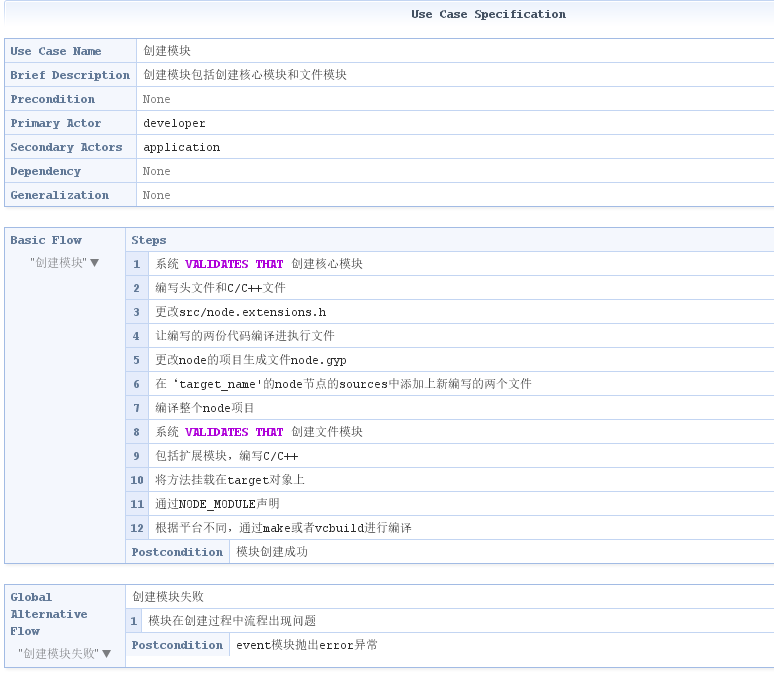 Use Case Specification
Use Case Name 创建模块
Brief Description 创建模块包括创建核心模块和文件模块
Precondition None
Primary Actor developer
Secondary Actors application
Dependency None
Generalization None
Basic Flow Steps
"创建模块" ▼
1 系统 VALIDATES THAT 创建核心模块
2 编写头文件和C/C++文件
3 更改src/node.extensions.h
4 让编写的两份代码编译进执行文件
5 更改node的项目生成文件node.gyp
6 在‘target_name'的node节点的sources中添加上新编写的两个文件
7 编译整个node项目
8 系统 VALIDATES THAT 创建文件模块
9 包括扩展模块，编写C/C++
10 将方法挂载在target对象上
11 通过NODE_MODULE声明
12 根据平台不同，通过make或者vcbuild进行编译
Postcondition 模块创建成功
Global
Alternative
Flow
"创建模块失败" ▼
创建模块失败
1 模块在创建过程中流程出现问题
Postcondition event模块抛出error异常